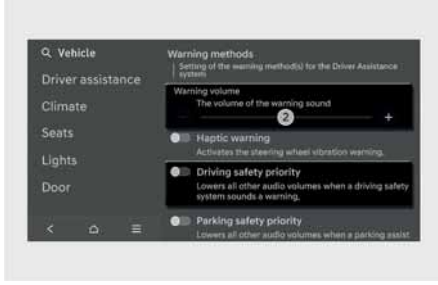 Vehicle
Driver assistance
Climate
Seats
Lights
Door
Warning methods
Setting of the warning method(s) for the Driver Assistance
system
Warning volume
The volume of the warning sound
2
Haptic warning
Activates the steering wheel vibration warning.
Driving safety priority
Lowers all other audio volumes when a driving safety
system sounds a warning.
Parking safety priority
Lowers all other audio volumes when a parking assist